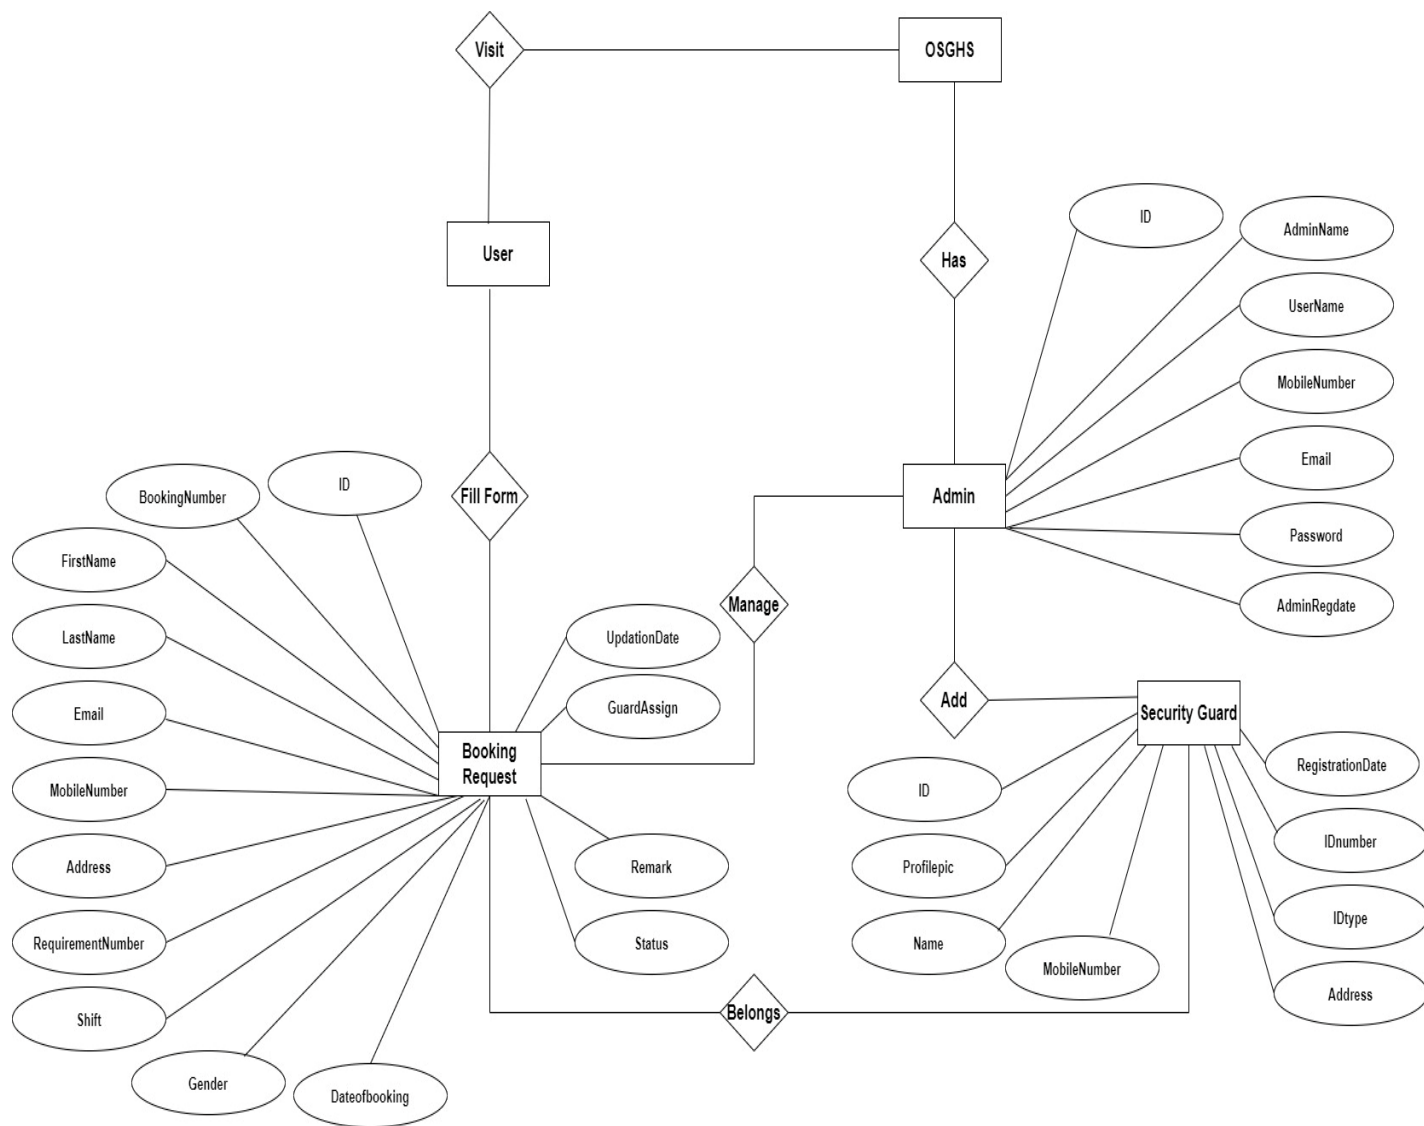 Visit
OSGHS
ID
AdminName
User
Has
UserName
MobileNumber
Email
Admin
Password
AdminRegdate
BookingNumber
ID
Fill Form
FirstName
LastName
Email
MobileNumber
Address
RequirementNumber
Shift
Gender
Dateofbooking
UpdationDate
GuardAssign
Booking
Request
Remark
Status
Manage
Add
Security Guard
ID
Profilepic
Name
MobileNumber
RegistrationDate
IDnumber
IDtype
Address
Belongs